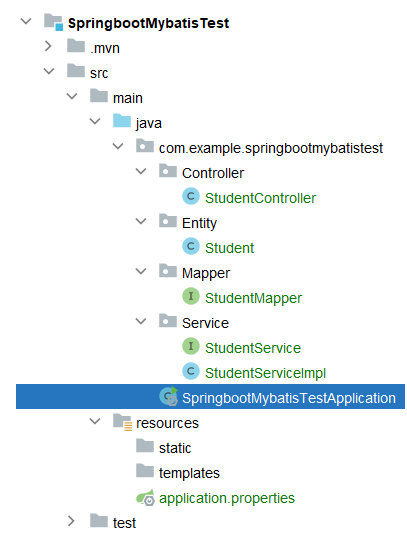 SpringbootMybatisTest
.mvn
src
main
java
com.example.springbootmybatistest
Controller
C StudentController
Entity
C Student
Mapper
I StudentMapper
Service
I StudentService
C StudentServiceImpl
SpringbootMybatisTestApplication
resources
static
templates
application.properties
test